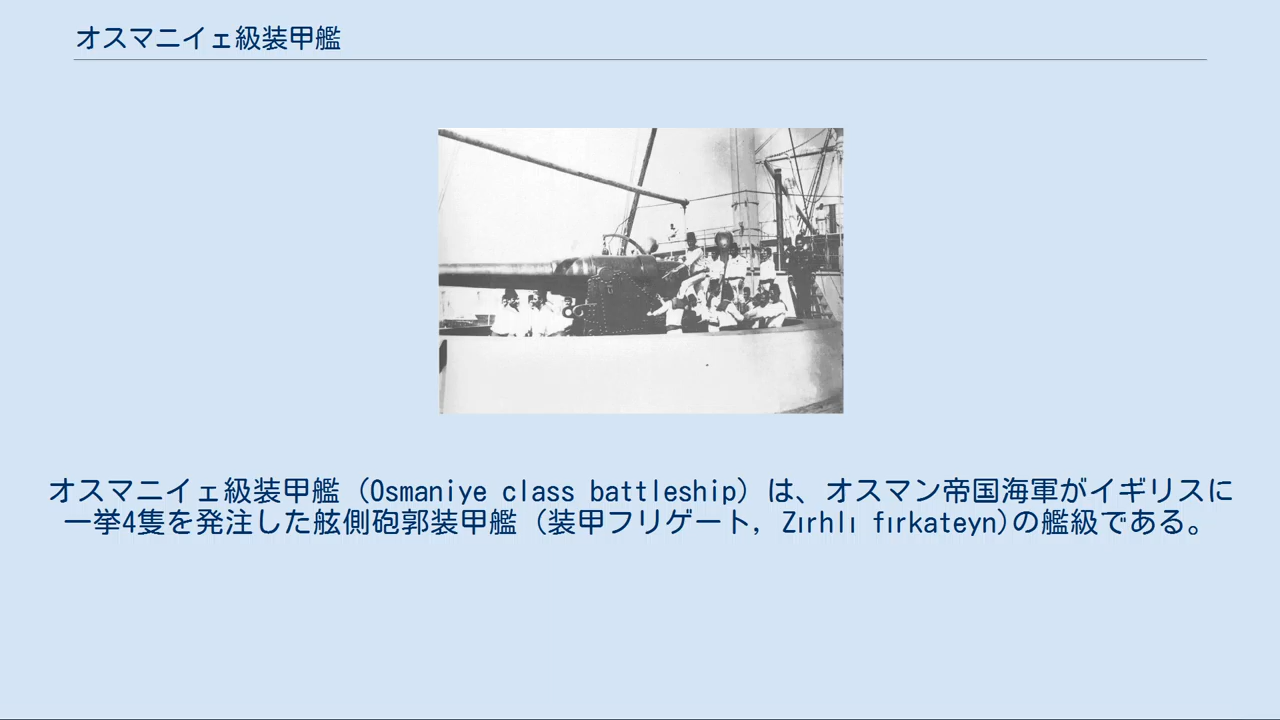 オスマニイェ級装甲艦
オスマニイェ級装甲艦（Osmaniye class battleship）は、オスマン帝国海軍がイギリスに
一挙4隻を発注した舷側砲郭装甲艦（装甲フリゲート, Zırhlı fırkateyn)の艦級である。